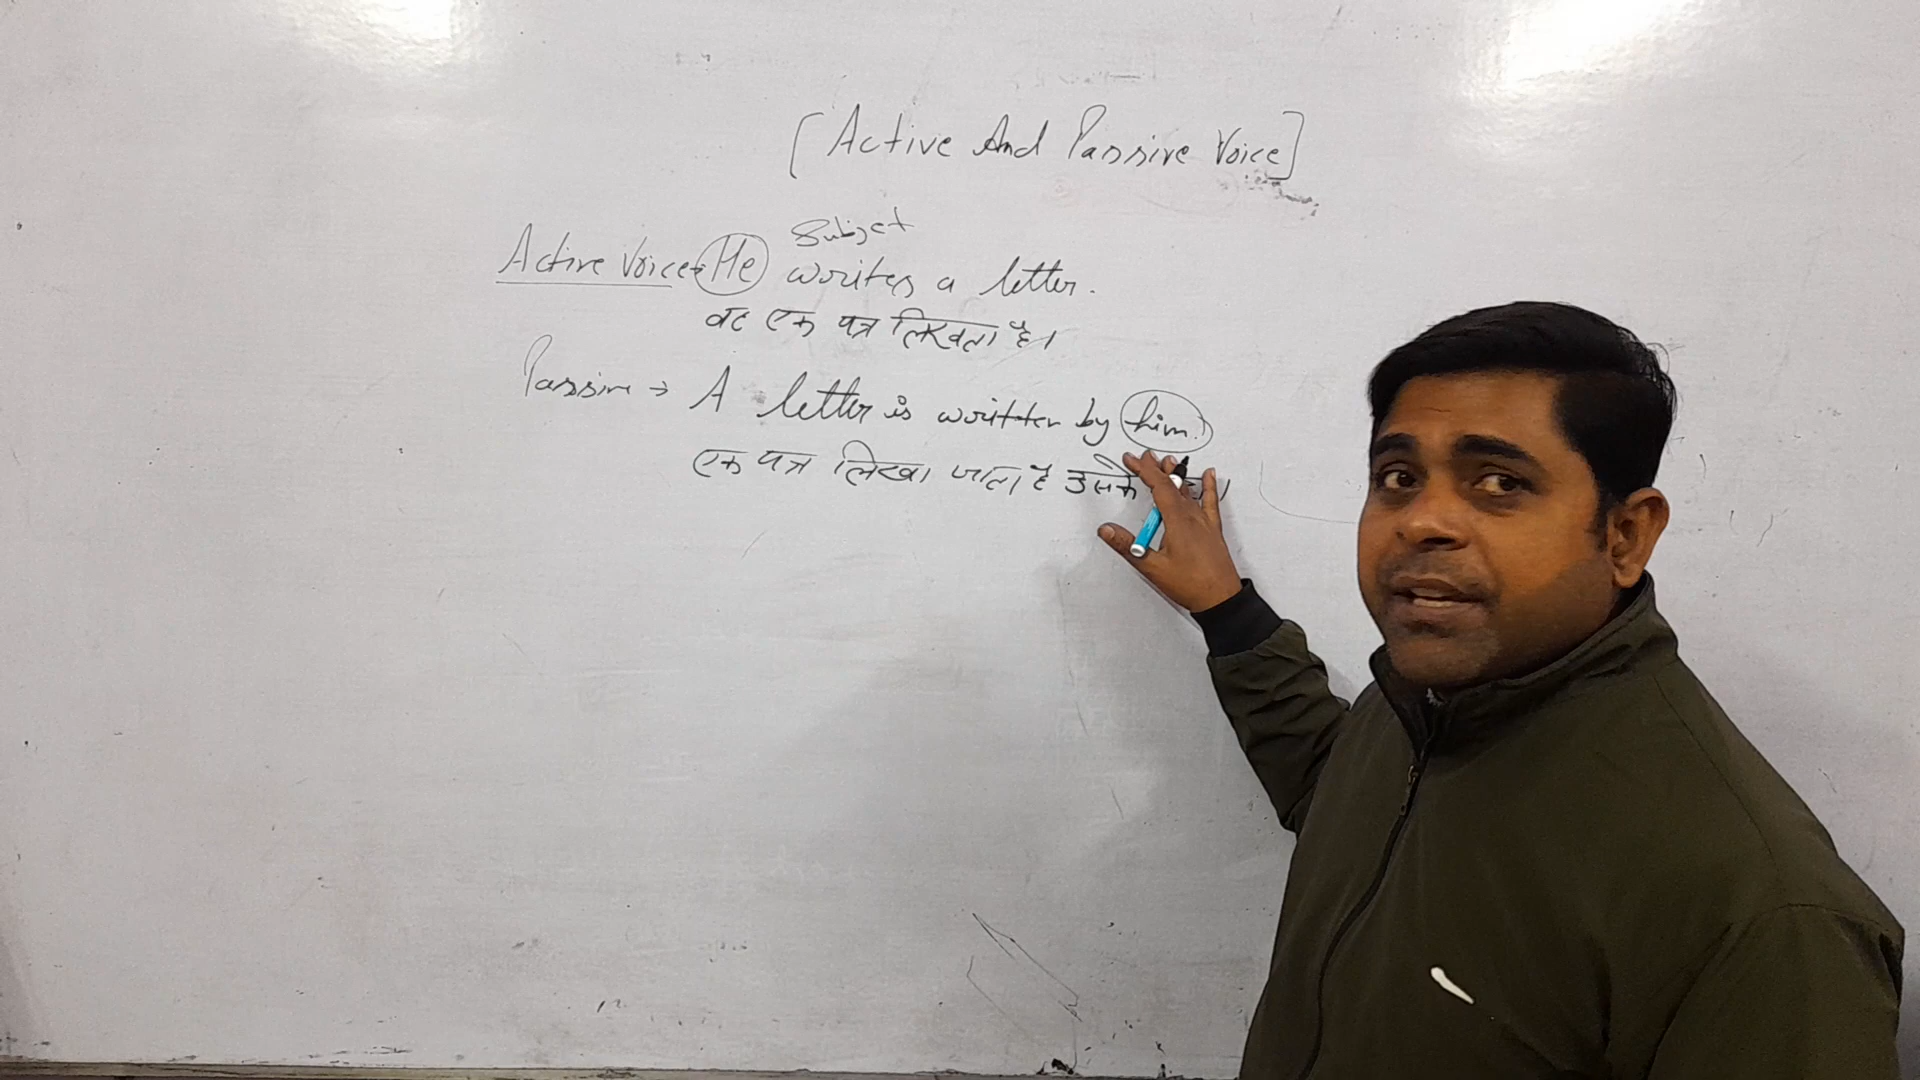 [Active And Passive Voice]
Subject
Active Voice → He writes a letter.
वह एक पत्र लिखता है।
Passive → A letter is written by him.
एक पत्र लिखा जाता है उसके